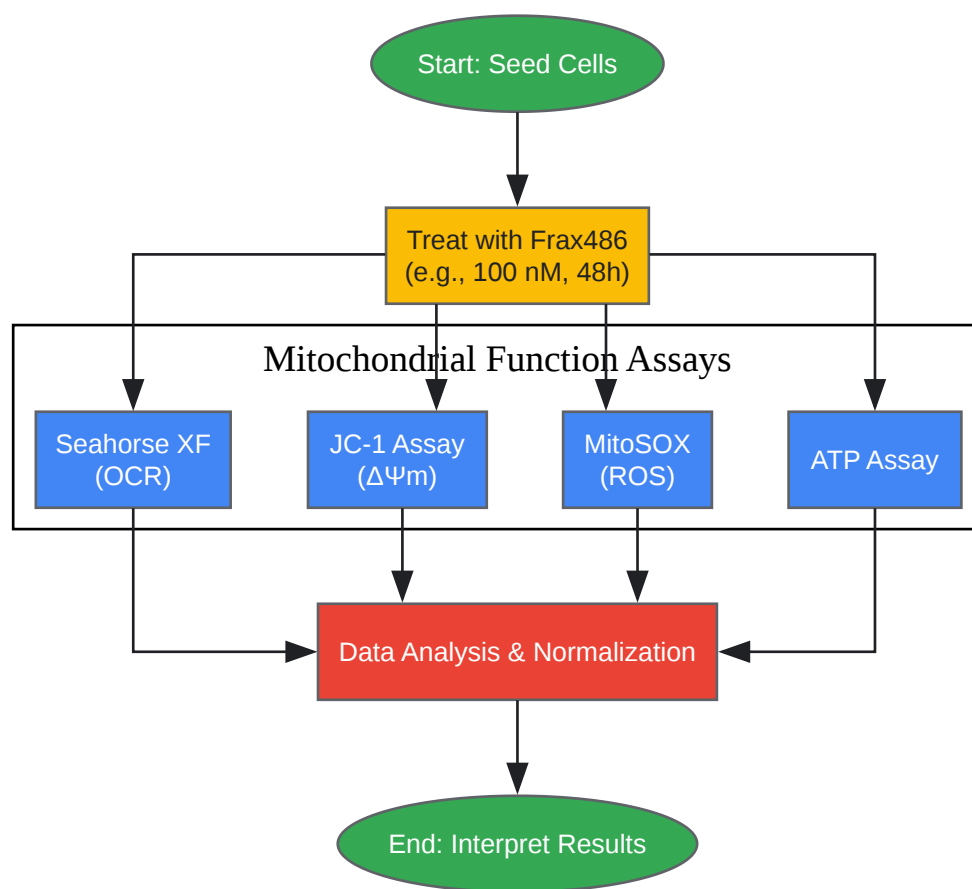 Start: Seed Cells
Treat with Frax486
(e.g., 100 nM, 48h)
Mitochondrial Function Assays
Seahorse XF
(OCR)
JC-1 Assay
(ΔΨm)
MitoSOX
(ROS)
ATP Assay
Data Analysis & Normalization
End: Interpret Results